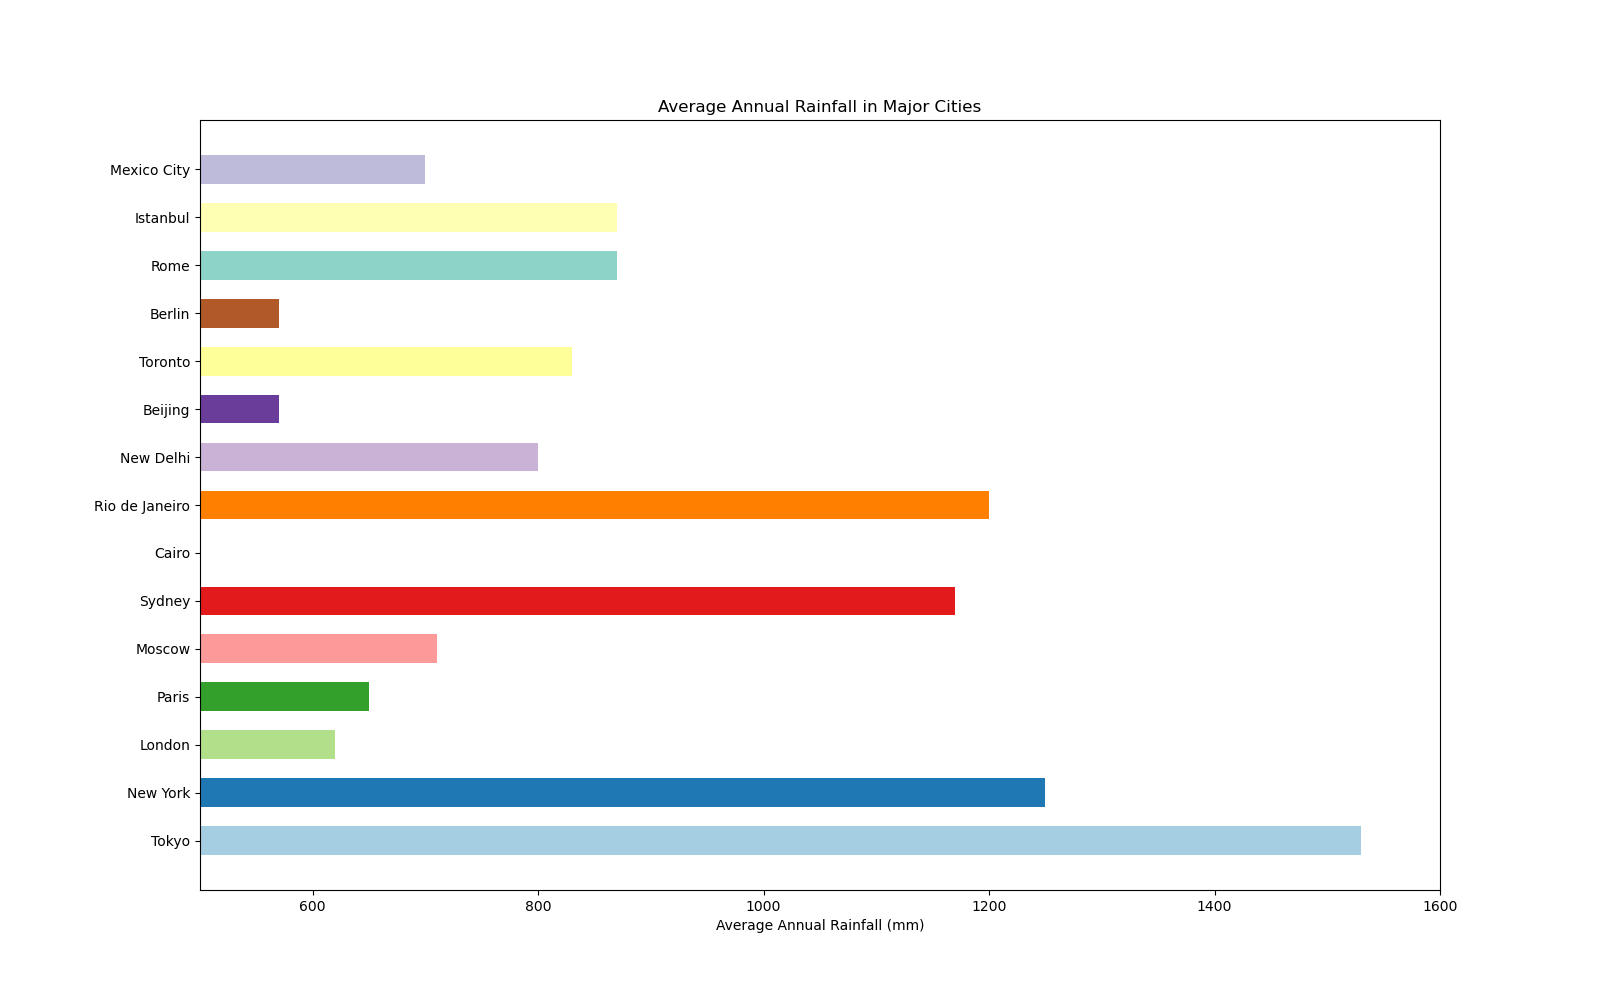 Average Annual Rainfall in Major Cities
Mexico City
Istanbul
Rome
Berlin
Toronto
Beijing
New Delhi
Rio de Janeiro
Cairo
Sydney
Moscow
Paris
London
New York
Tokyo
600 800 1000 1200 1400 1600
Average Annual Rainfall (mm)